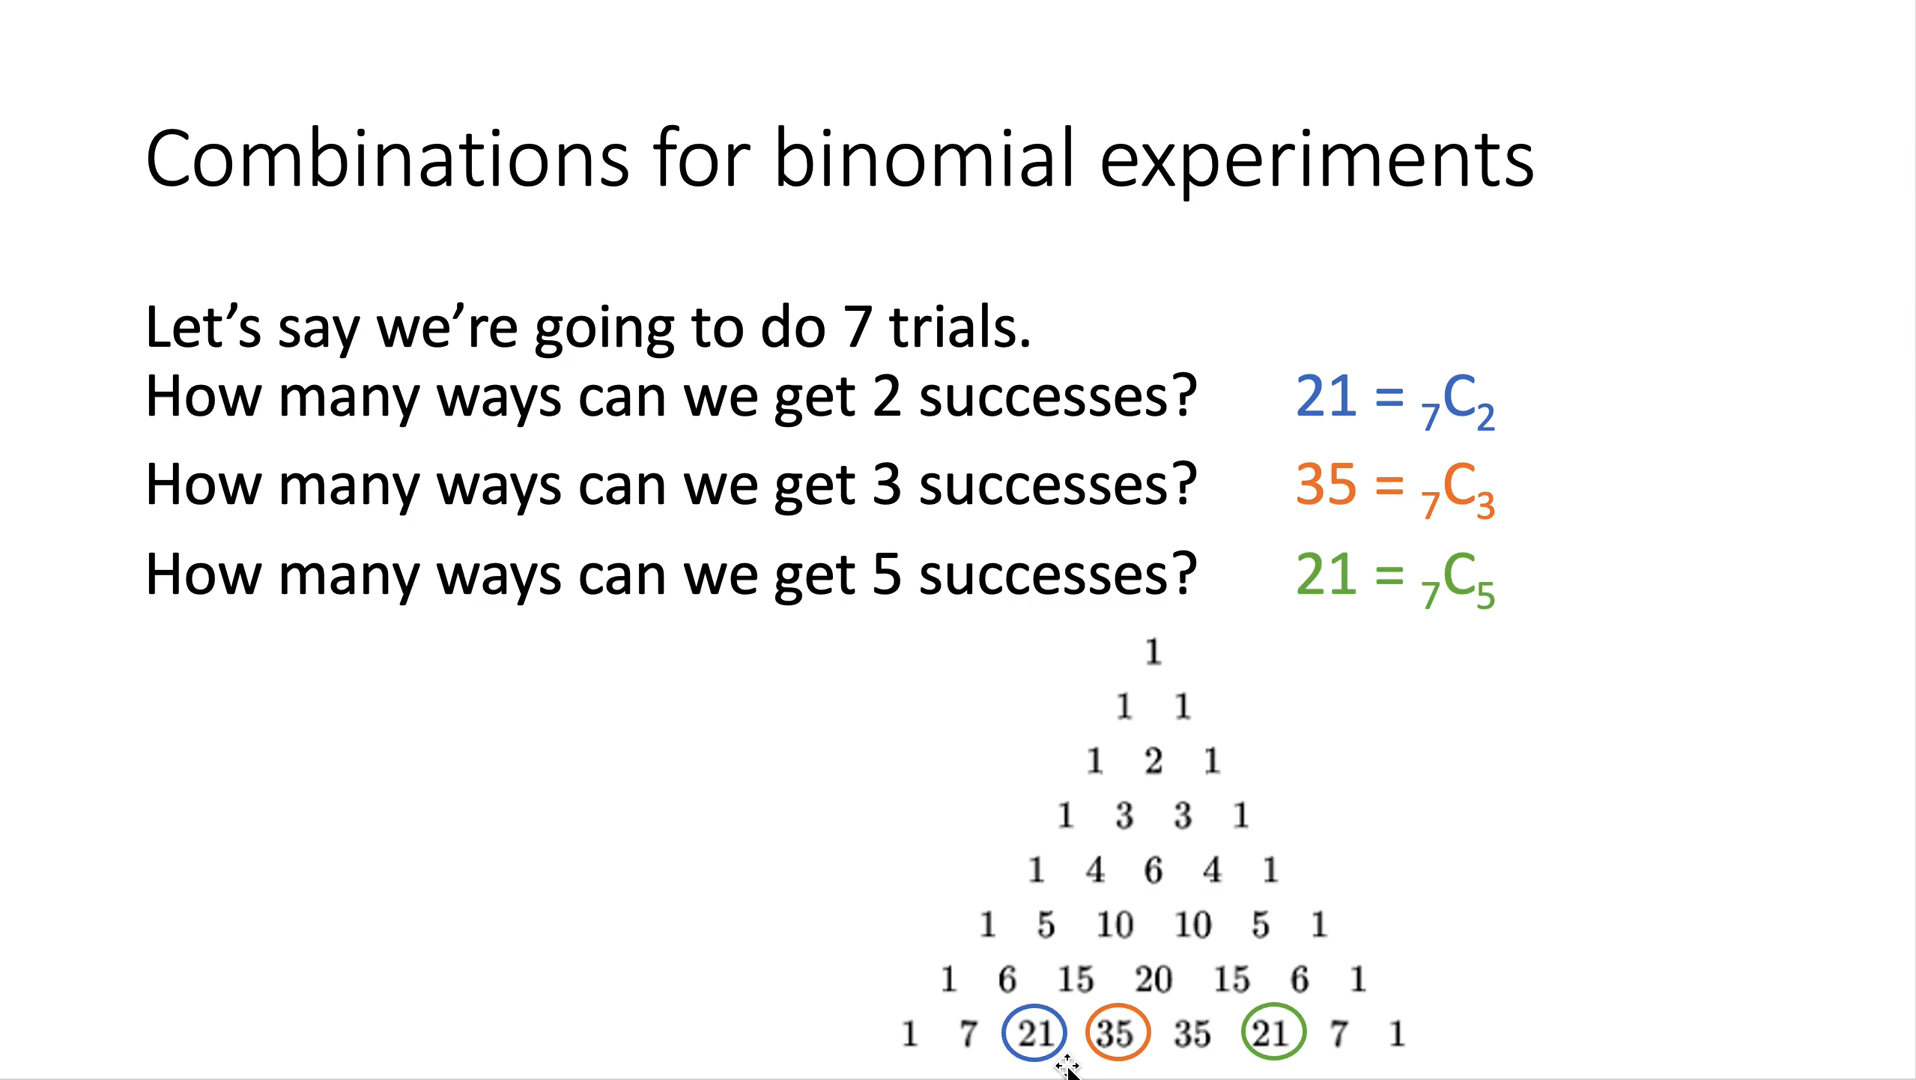 Combinations for binomial experiments
Let’s say we’re going to do 7 trials.
How many ways can we get 2 successes? 21 = ₇C₂
How many ways can we get 3 successes? 35 = ₇C₃
How many ways can we get 5 successes? 21 = ₇C₅
1
1 1
1 2 1
1 3 3 1
1 4 6 4 1
1 5 10 10 5 1
1 6 15 20 15 6 1
1 7 21 35 35 21 7 1